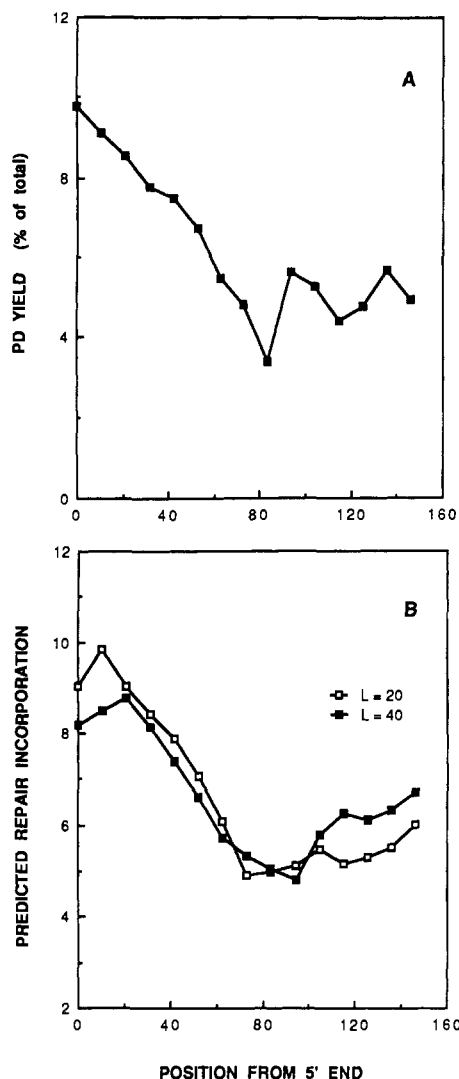 12
A
8
PD YIELD (% of total)
4
0
0 40 80 120 160
12
B
10
L = 20
L = 40
8
PREDICTED REPAIR INCORPORATION
6
4
2
0 40 80 120 160
POSITION FROM 5' END